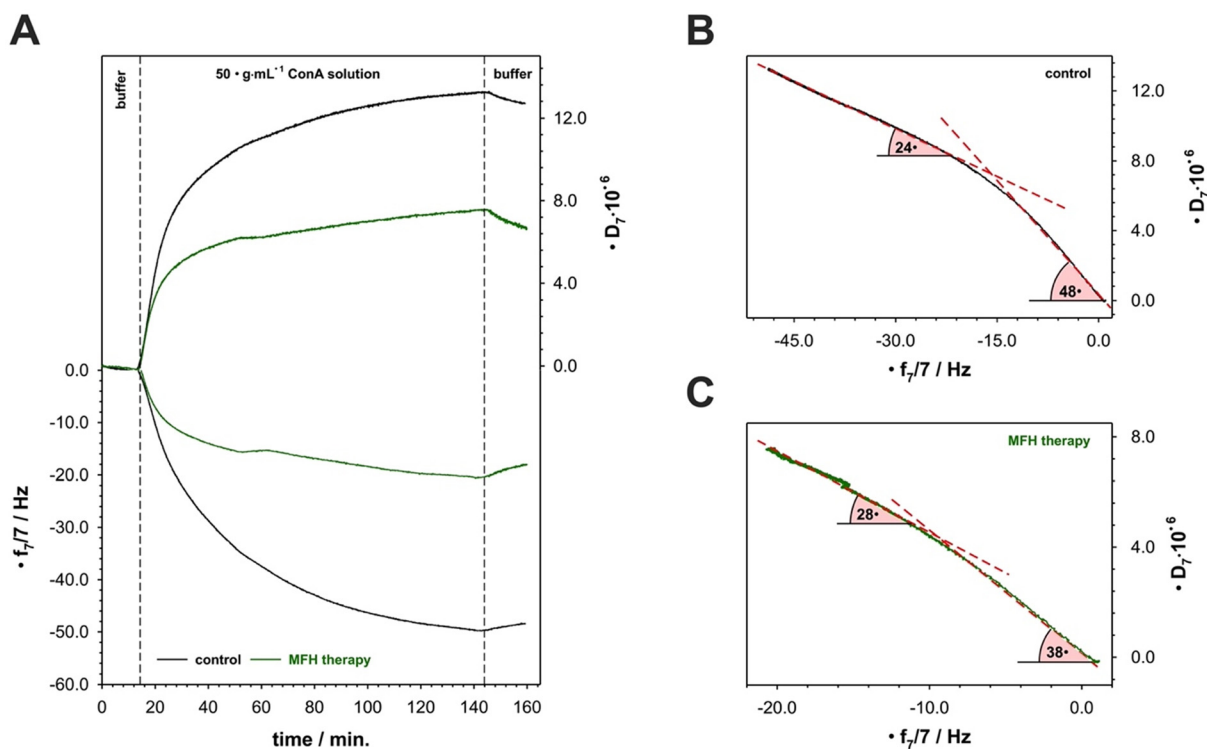 A
buffer
50 • g·mL⁻¹ ConA solution
buffer
12.0
8.0
4.0
0.0
• D₇·10•⁶
0.0
-10.0
-20.0
-30.0
-40.0
-50.0
-60.0
• f₇/7 / Hz
control
MFH therapy
0
20
40
60
80
100
120
140
160
time / min.
B
control
24•
48•
12.0
8.0
4.0
0.0
• D₇·10•⁶
-45.0
-30.0
-15.0
0.0
• f₇/7 / Hz
C
MFH therapy
28•
38•
8.0
4.0
0.0
• D₇·10•⁶
-20.0
-10.0
0.0
• f₇/7 / Hz